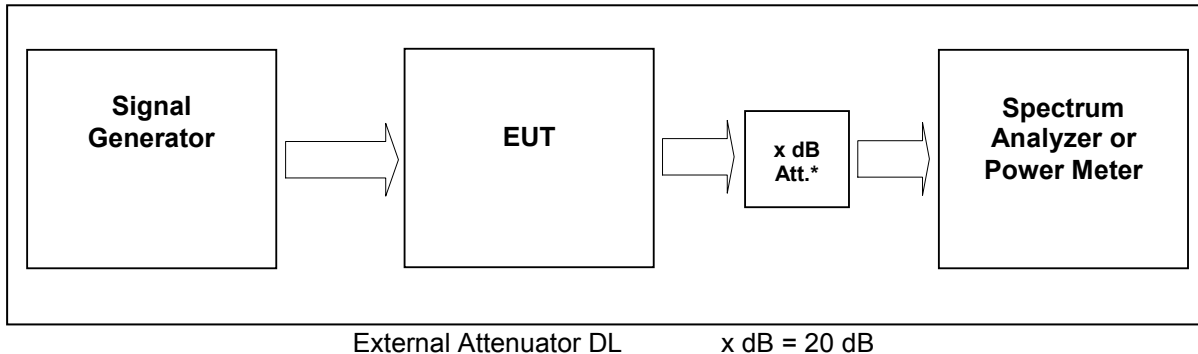 Signal
Generator
EUT
x dB
Att.*
Spectrum
Analyzer or
Power Meter
External Attenuator DL x dB = 20 dB